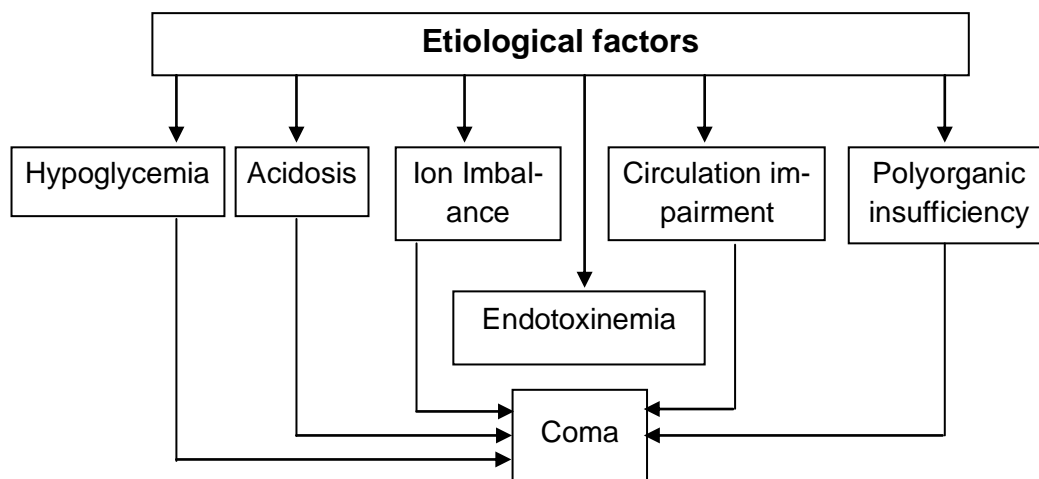 Etiological factors
Hypoglycemia
Acidosis
Ion Imbal-
ance
Circulation im-
pairment
Polyorganic
insufficiency
Endotoxinemia
Coma